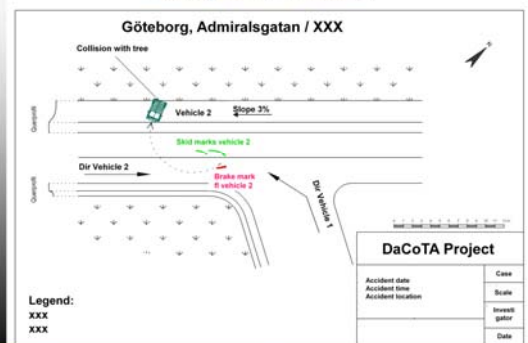 Göteborg, Admiralsgatan / XXX
Collision with tree
Vehicle 2
Slope 3%
Querprofil
Skid marks vehicle 2
Dir Vehicle 2
Brake mark
fl vehicle 2
Dir Vehicle 1
Querprofil
DaCoTA Project
Accident date
Accident time
Accident location
Case
Scale
Investi
gator
Date
Legend:
xxx
xxx